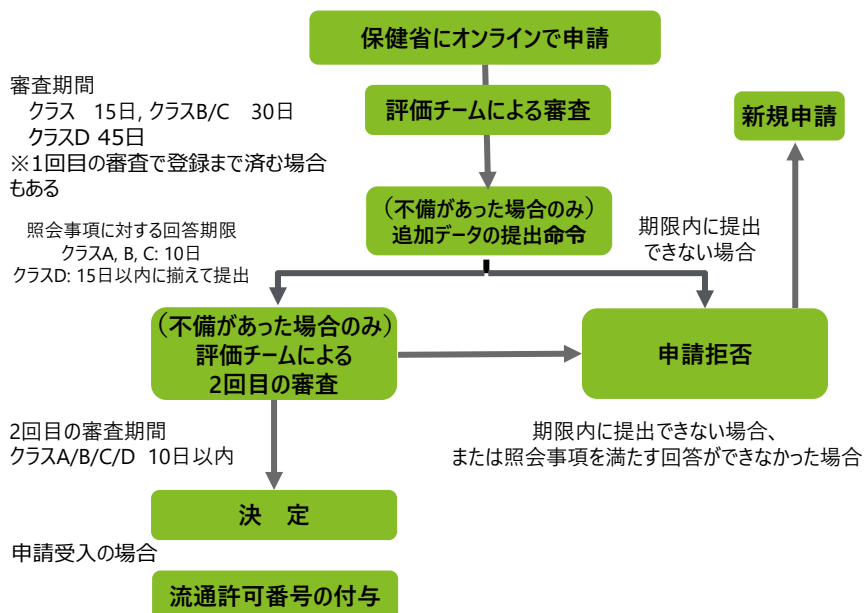 保健省にオンラインで申請
審査期間
クラス　15日, クラスB/C　30日
クラスD 45日
※1回目の審査で登録まで済む場合
もある
評価チームによる審査
新規申請
（不備があった場合のみ）
追加データの提出命令
照会事項に対する回答期限
クラスA, B, C: 10日
クラスD: 15日以内に揃えて提出
期限内に提出
できない場合
（不備があった場合のみ）
評価チームによる
2回目の審査
申請拒否
2回目の審査期間
クラスA/B/C/D 10日以内
期限内に提出できない場合、
または照会事項を満たす回答ができなかった場合
決　定
申請受入の場合
流通許可番号の付与